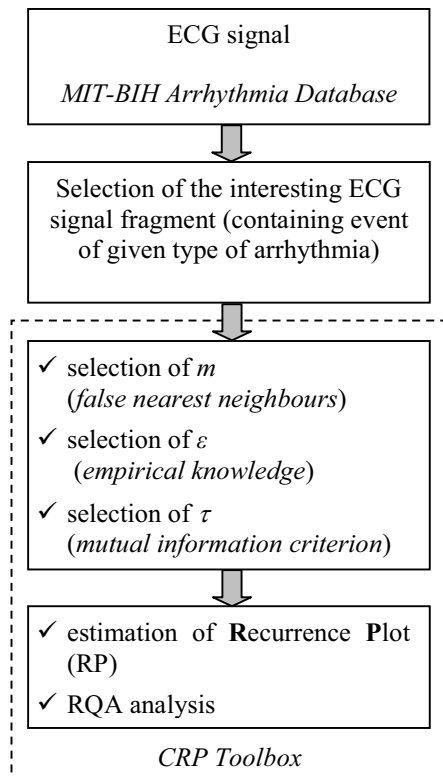 ECG signal
MIT-BIH Arrhythmia Database
Selection of the interesting ECG
signal fragment (containing event
of given type of arrhythmia)
✓ selection of m
(false nearest neighbours)
✓ selection of ε
(empirical knowledge)
✓ selection of τ
(mutual information criterion)
✓ estimation of Recurrence Plot
(RP)
✓ RQA analysis
CRP Toolbox